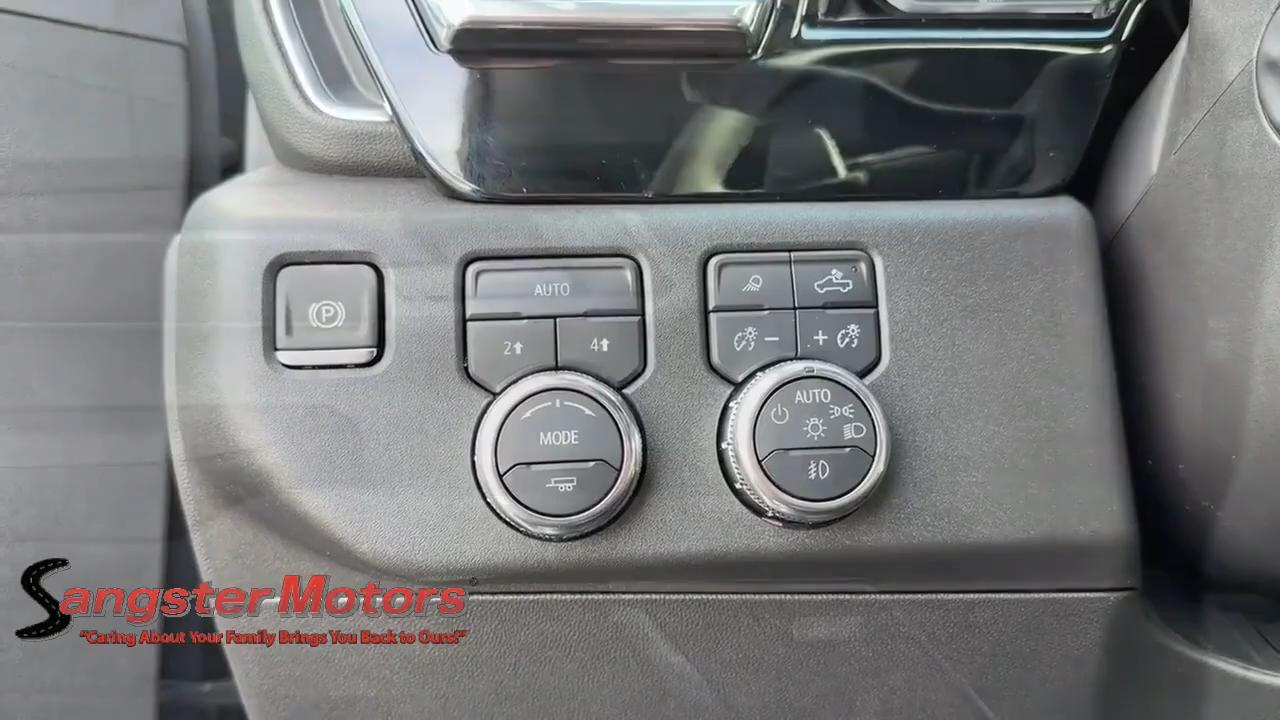 AUTO
2
4
P
MODE
AUTO
Sangster Motors
"Caring About Your Family Brings You Back to Ours!"